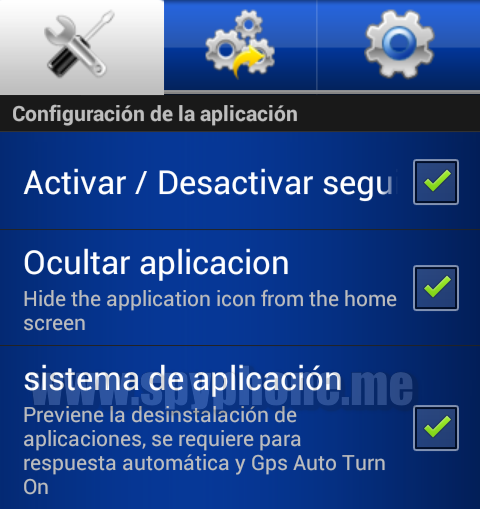 Configuración de la aplicación
Activar / Desactivar segui
Ocultar aplicacion
Hide the application icon from the home
screen
sistema de aplicación
www.spyphone.me
Previene la desinstalación de
aplicaciones, se requiere para
respuesta automática y Gps Auto Turn
On